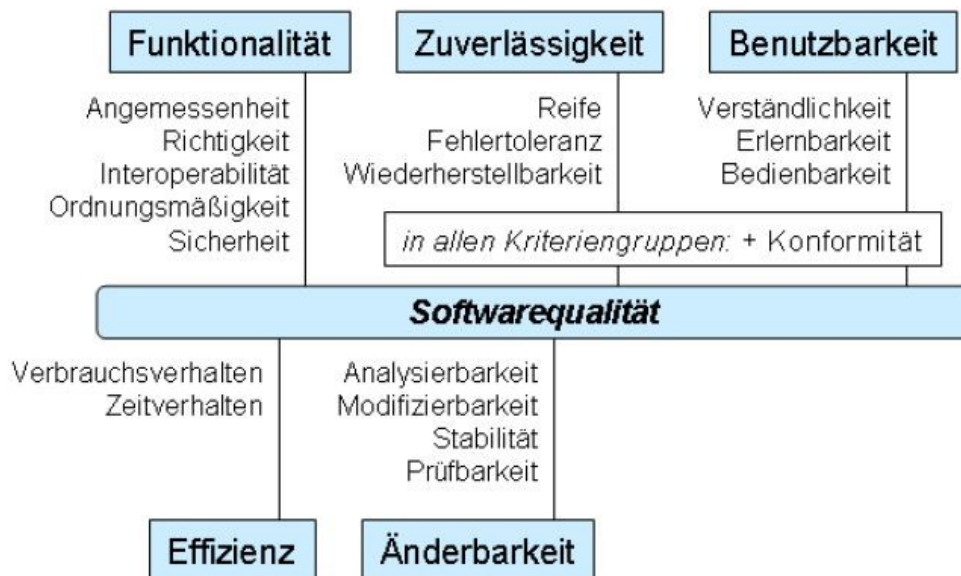 Funktionalität
Angemessenheit
Richtigkeit
Interoperabilität
Ordnungsmäßigkeit
Sicherheit
Zuverlässigkeit
Reife
Fehlertoleranz
Wiederherstellbarkeit
Benutzbarkeit
Verständlichkeit
Erlernbarkeit
Bedienbarkeit
in allen Kriteriengruppen: + Konformität
Softwarequalität
Verbrauchsverhalten
Zeitverhalten
Effizienz
Analysierbarkeit
Modifizierbarkeit
Stabilität
Prüfbarkeit
Änderbarkeit